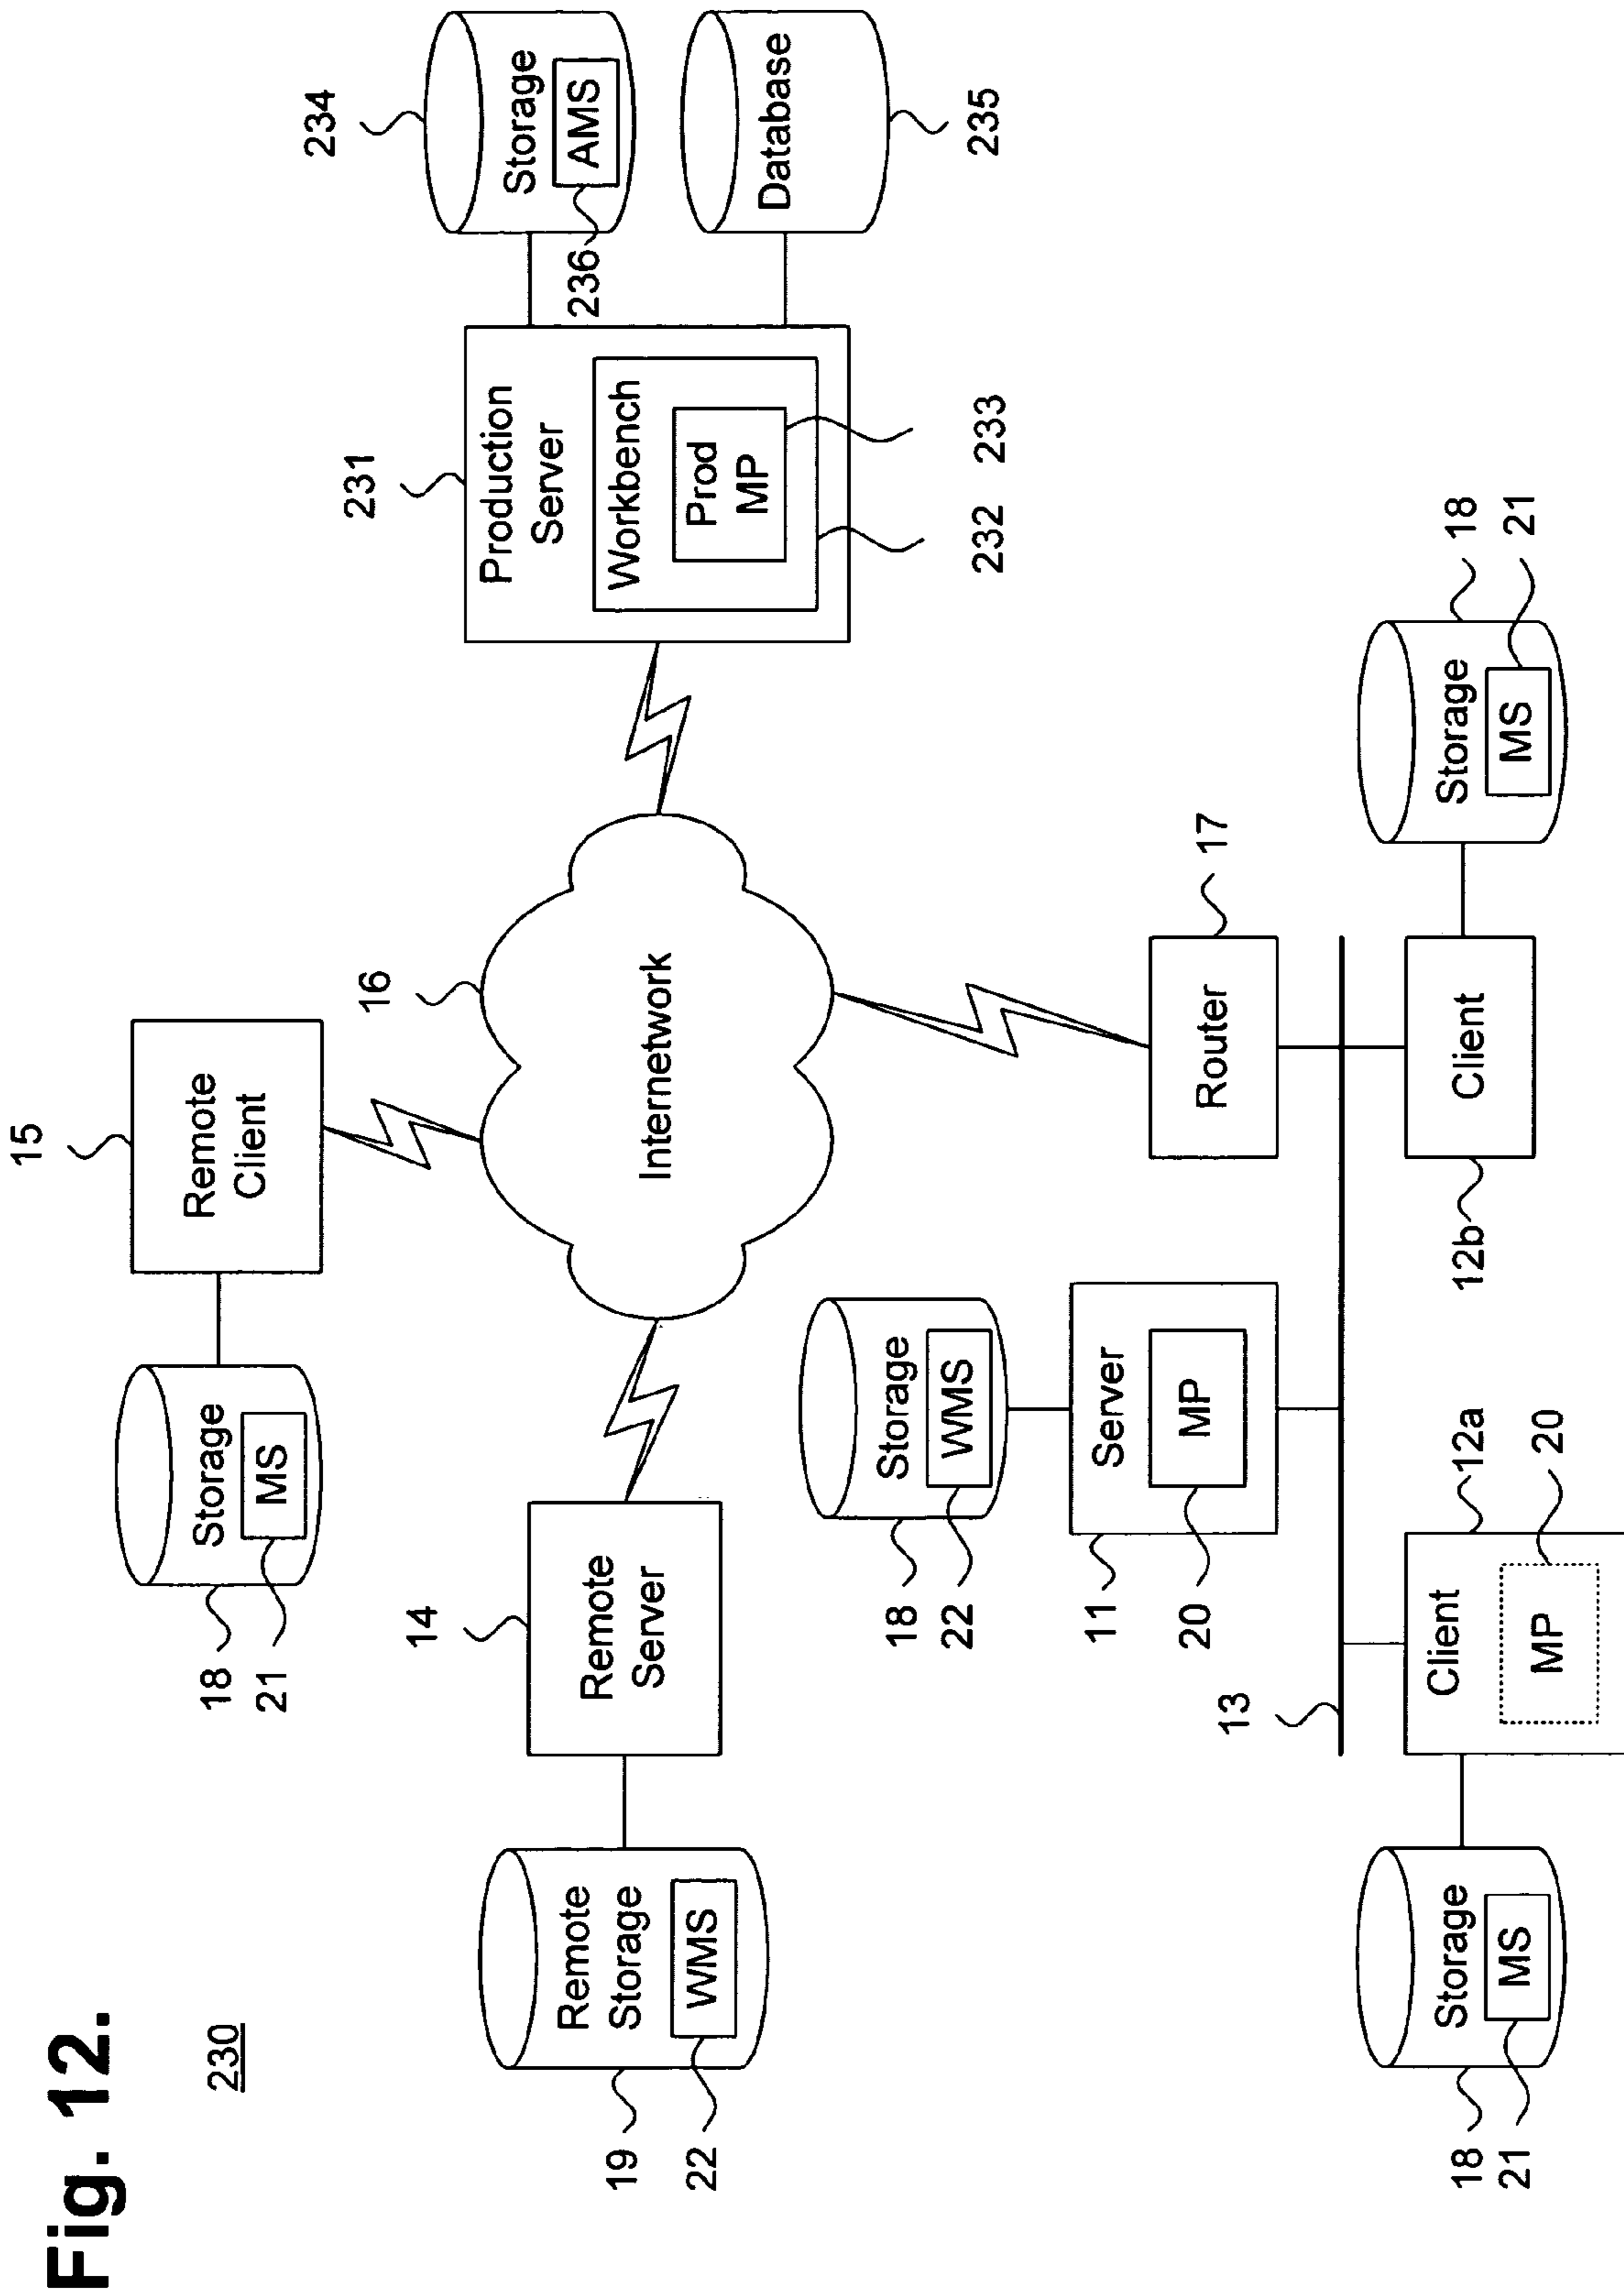 Fig. 12.
230
15
Remote
Client
Storage
MS
18
21
16
Internetwork
14
Remote
Server
Remote
Storage
WMS
19
22
231
Production
Server
Workbench
Prod
MP
232
233
234
Storage
AMS
236
Database
235
Storage
WMS
18
22
Server
MP
11
20
Router
17
13
Client
12a
MP
20
Storage
MS
18
21
Client
12b
Storage
MS
18
21